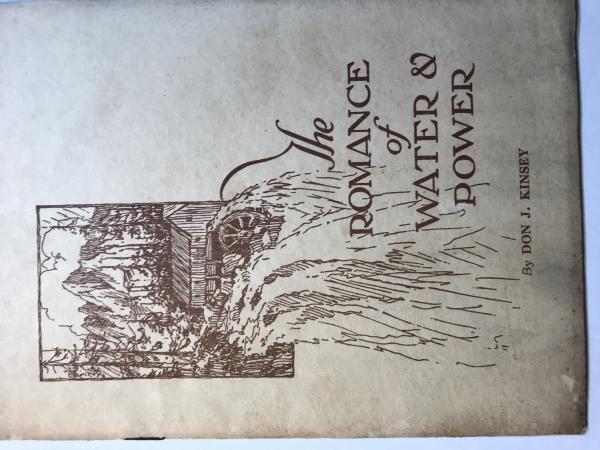 The
ROMANCE
of
WATER &
POWER
By DON J. KINSEY